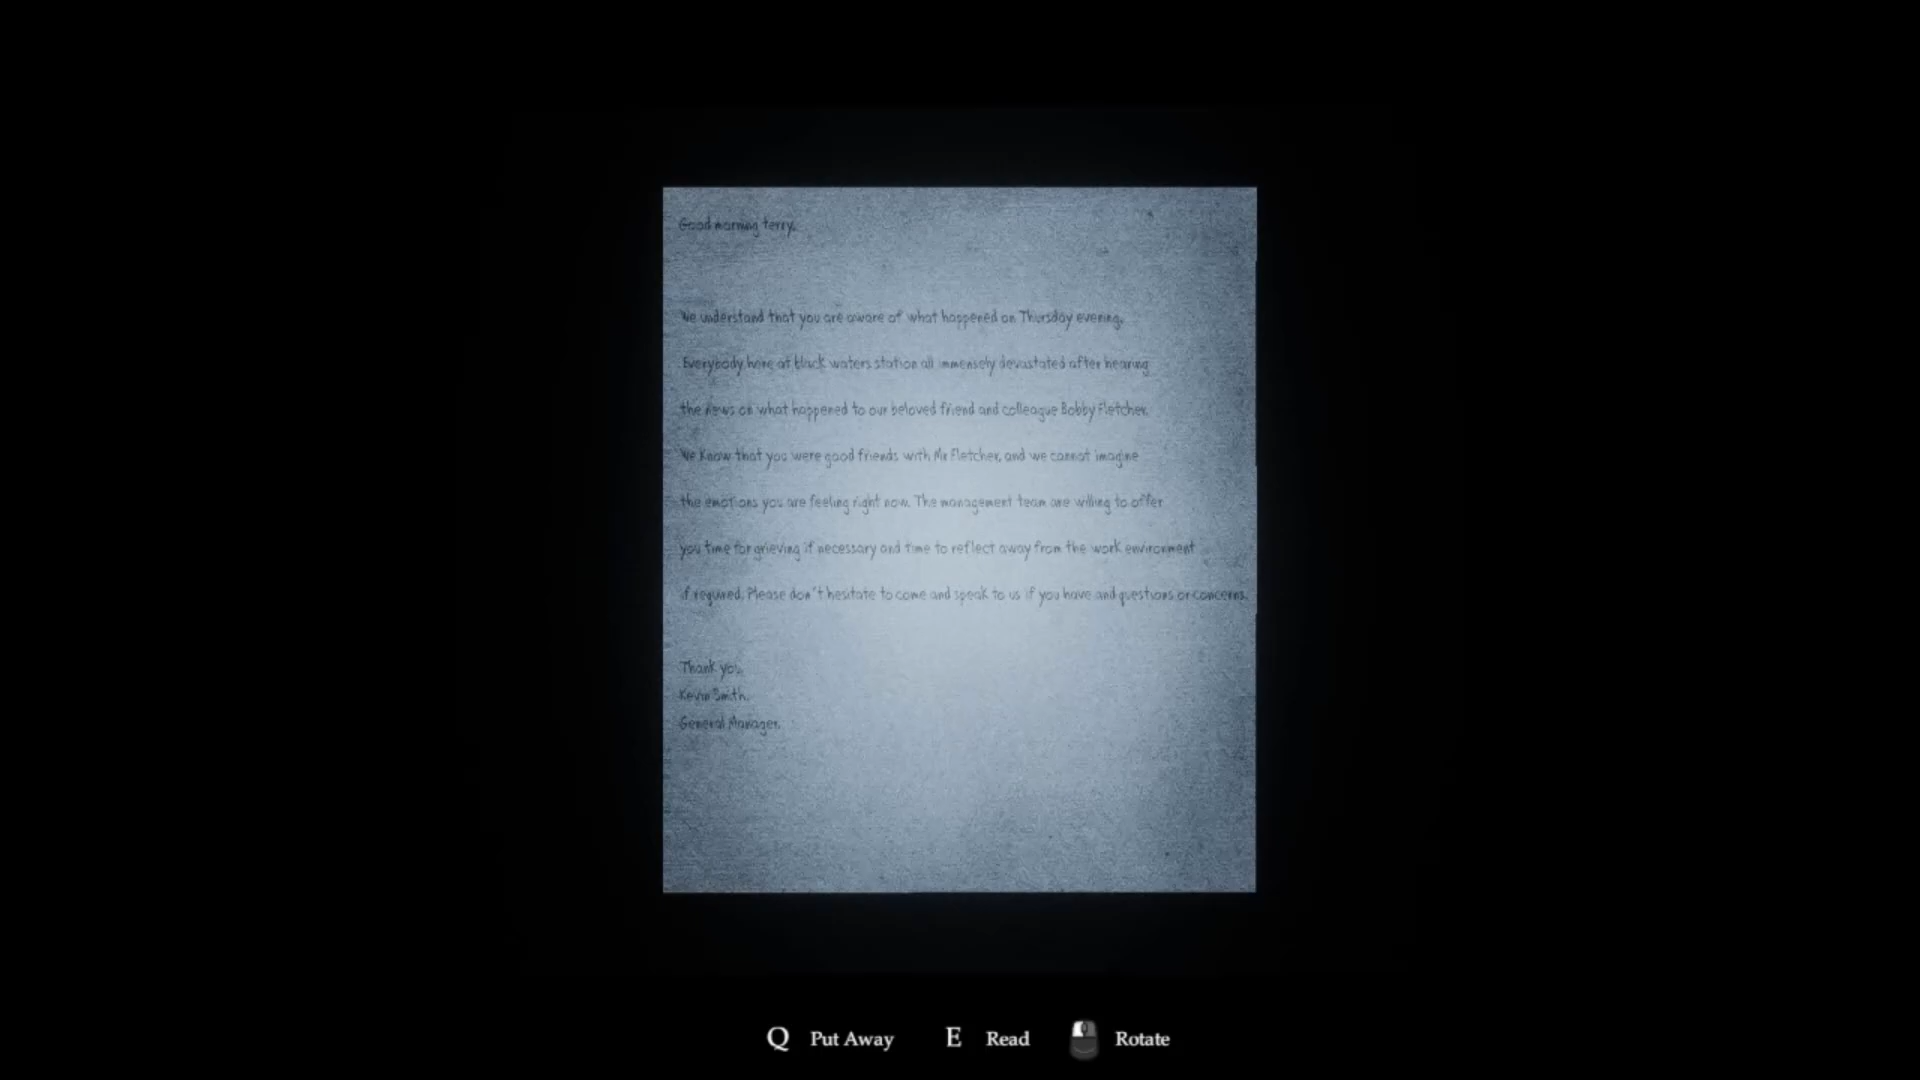 Good morning terry,
We understand that you are aware of what happened on Thursday evening,
Everybody here at black waters station all immensely devastated after hearing
the news on what happened to our beloved friend and colleague Bobby Fletcher.
We know that you were good friends with Mr Fletcher, and we cannot imagine
the emotions you are feeling right now. The management team are willing to offer
you time for grieving if necessary and time to reflect away from the work environment
if required. Please don't hesitate to come and speak to us if you have and questions or concerns.
Thank you.
Kevin Smith.
General Manager.
Q Put Away E Read Rotate